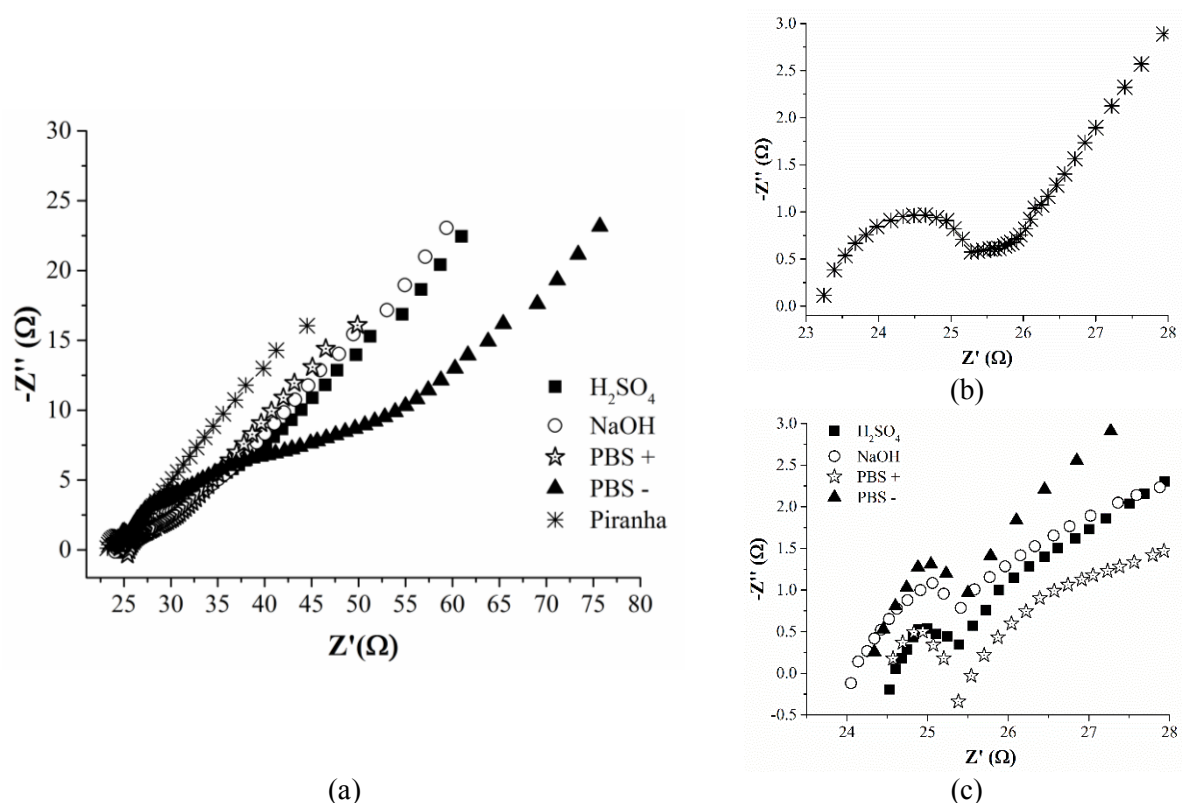 30
25
20
15
10
5
0
-Z'' (Ω)
25 30 35 40 45 50 55 60 65 70 75 80
Z'(Ω)
H₂SO₄
NaOH
PBS +
PBS -
Piranha
(a)
3.0
2.5
2.0
1.5
1.0
0.5
0.0
-Z'' (Ω)
23 24 25 26 27 28
Z' (Ω)
(b)
3.0
2.5
2.0
1.5
1.0
0.5
0.0
-0.5
-Z'' (Ω)
H₂SO₄
NaOH
PBS +
PBS -
24 25 26 27 28
Z' (Ω)
(c)